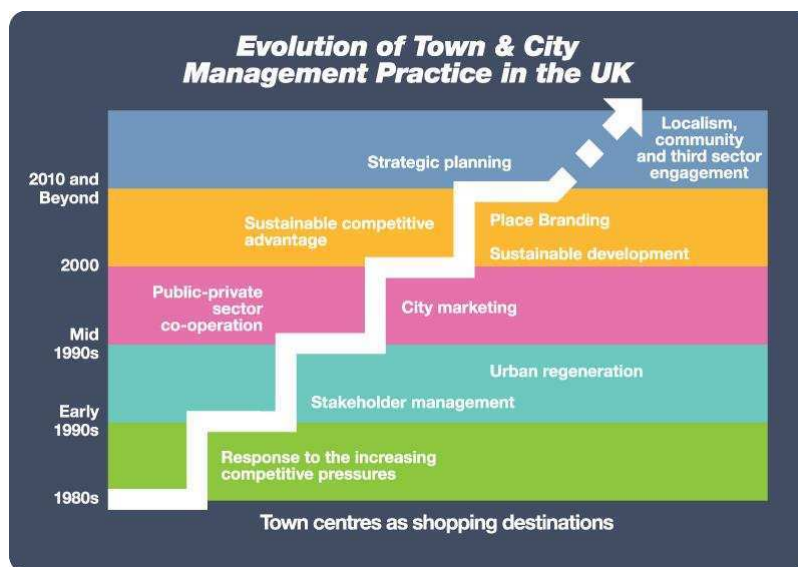 Evolution of Town & City
Management Practice in the UK
Localism,
community
and third sector
engagement
Strategic planning
2010 and
Beyond
Sustainable competitive
advantage
Place Branding
Sustainable development
2000
Public-private
sector
co-operation
City marketing
Mid
1990s
Urban regeneration
Stakeholder management
Early
1990s
Response to the increasing
competitive pressures
1980s
Town centres as shopping destinations